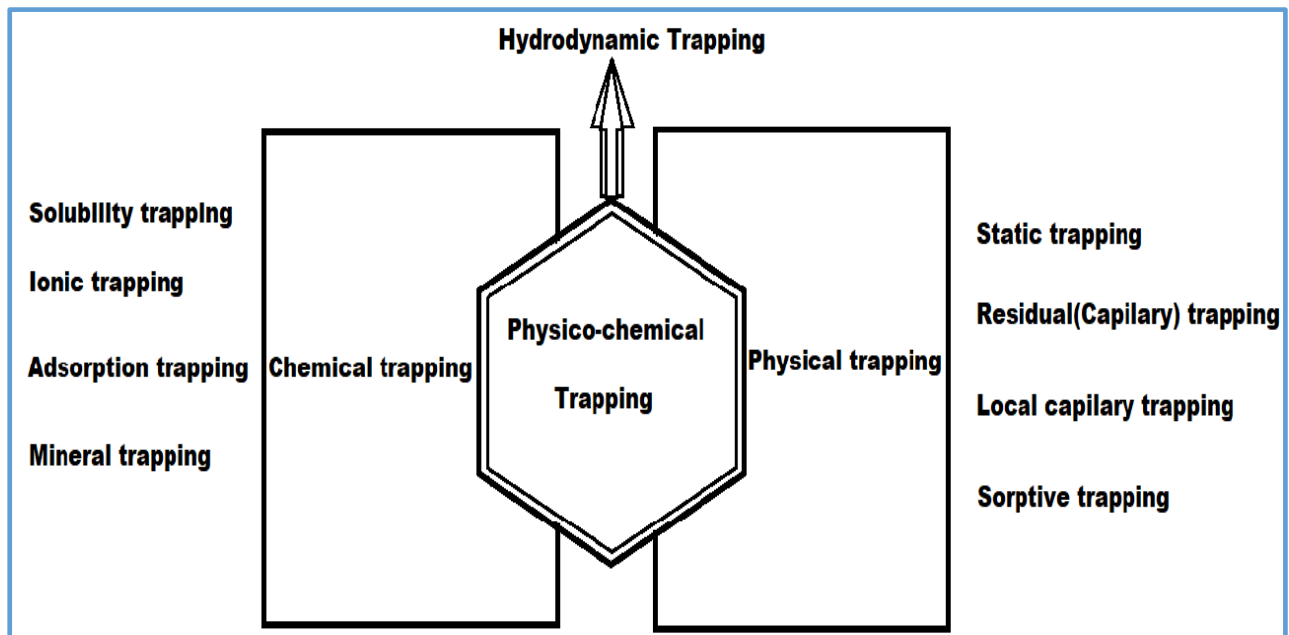 Hydrodynamic Trapping
Solubility trapping
Ionic trapping
Adsorption trapping
Mineral trapping
Chemical trapping
Physico-chemical
Trapping
Physical trapping
Static trapping
Residual(Capilary) trapping
Local capilary trapping
Sorptive trapping